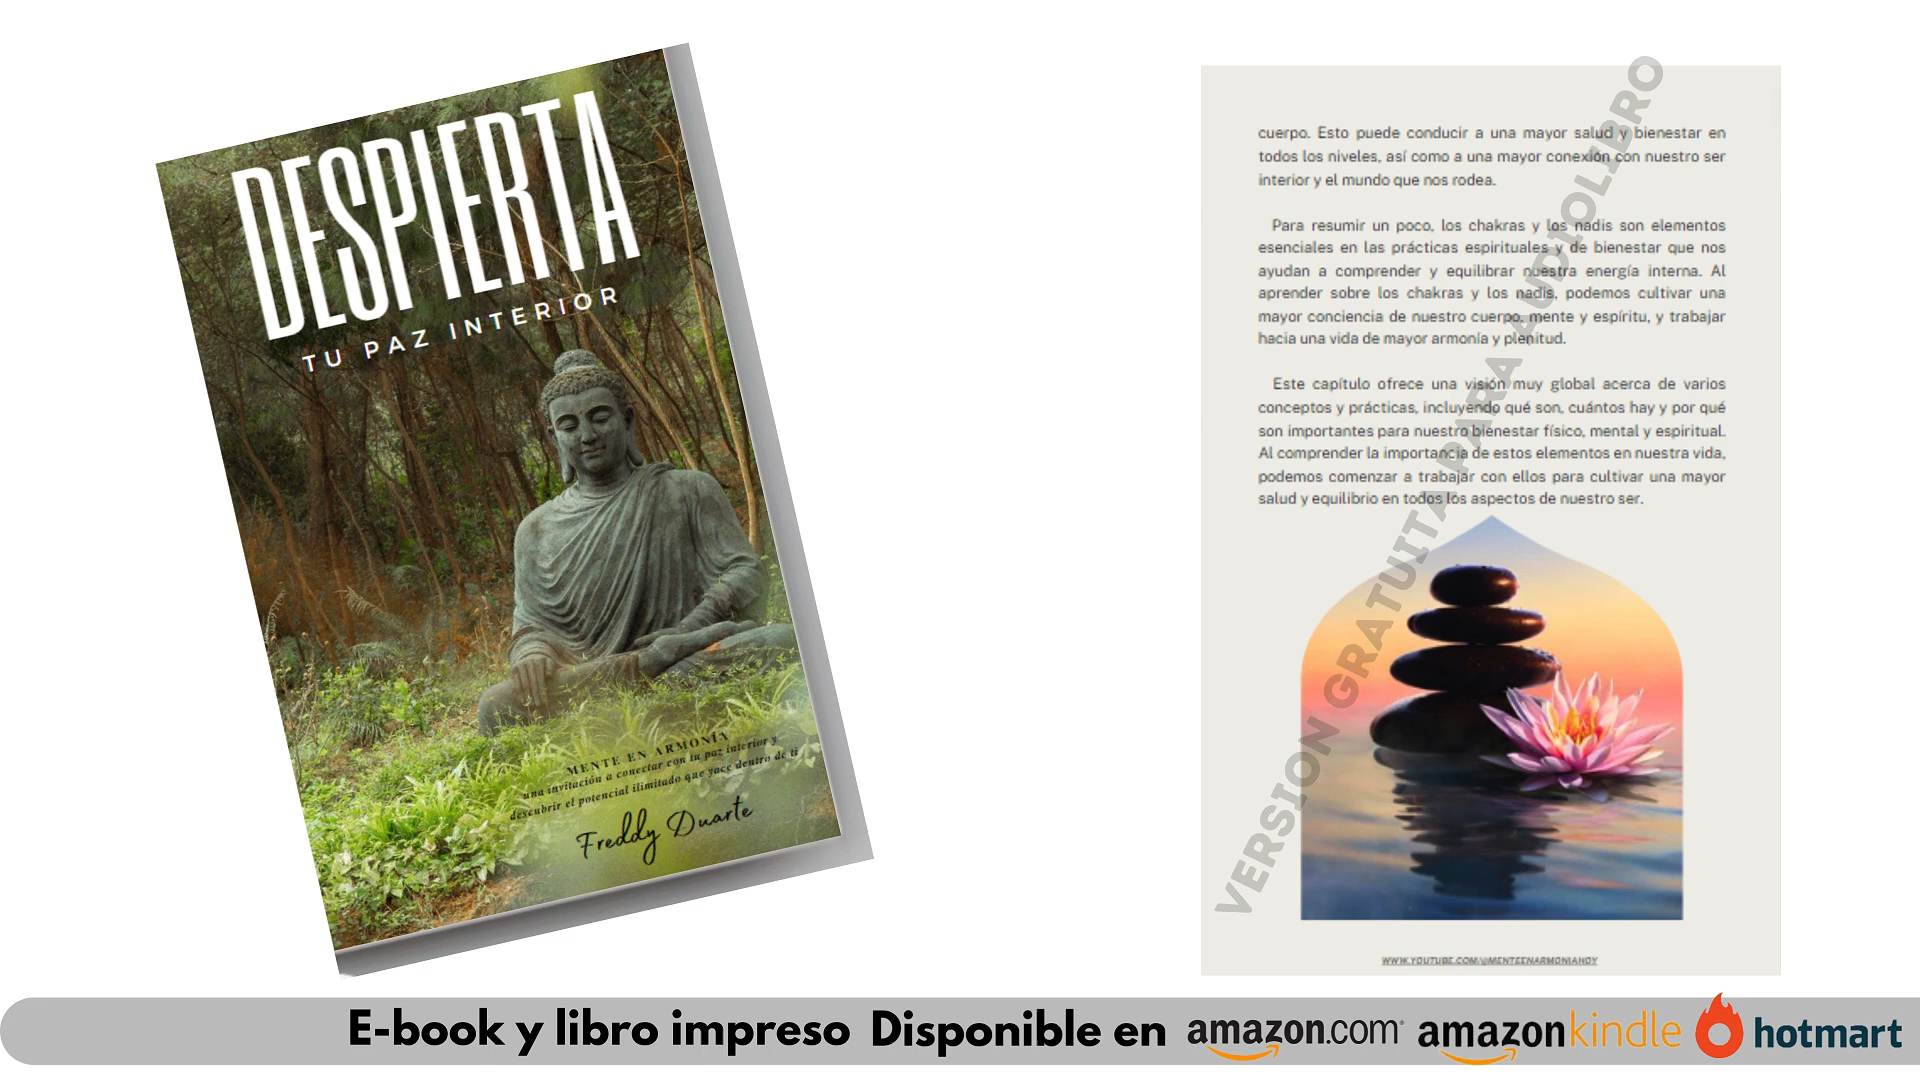 DESPIERTA
TU PAZ INTERIOR
MENTE EN ARMONÍA
una invitación a conectar con tu paz interior y
descubrir el potencial ilimitado que yace dentro de ti
Freddy Duarte
cuerpo. Esto puede conducir a una mayor salud y bienestar en
todos los niveles, así como a una mayor conexión con nuestro ser
interior y el mundo que nos rodea.
Para resumir un poco, los chakras y los nadis son elementos
esenciales en las prácticas espirituales y de bienestar que nos
ayudan a comprender y equilibrar nuestra energía interna. Al
aprender sobre los chakras y los nadis, podemos cultivar una
mayor conciencia de nuestro cuerpo, mente y espíritu, y trabajar
hacia una vida de mayor armonía y plenitud.
Este capítulo ofrece una visión muy global acerca de varios
conceptos y prácticas, incluyendo qué son, cuántos hay y por qué
son importantes para nuestro bienestar físico, mental y espiritual.
Al comprender la importancia de estos elementos en nuestra vida,
podemos comenzar a trabajar con ellos para cultivar una mayor
salud y equilibrio en todos los aspectos de nuestro ser.
VERSION GRATUITA PARA AUDIOLIBRO
WWW.YOUTUBE.COM/@MENTEENARMONIAHOY
E-book y libro impreso Disponible en amazon.com amazonkindle hotmart